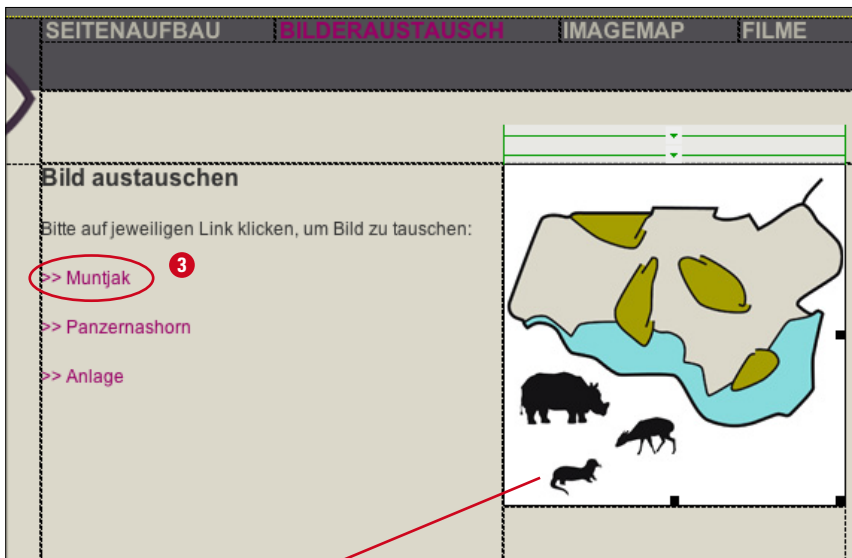 SEITENAUFBAU BILDERAUSTAUSCH IMAGEMAP FILME
Bild austauschen
Bitte auf jeweiligen Link klicken, um Bild zu tauschen:
>> Muntjak 3
>> Panzernashorn
>> Anlage